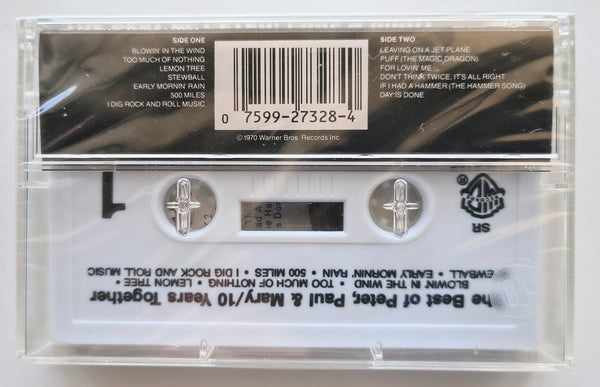 SIDE ONE
BLOWIN' IN THE WIND
TOO MUCH OF NOTHING
LEMON TREE
STEWBALL
EARLY MORNIN' RAIN
500 MILES
I DIG ROCK AND ROLL MUSIC
0 7599-27328-4
©1970 Warner Bros. Records Inc.
SIDE TWO
LEAVING ON A JET PLANE
PUFF (THE MAGIC DRAGON)
FOR LOVIN' ME
DON'T THINK TWICE, IT'S ALL RIGHT
IF I HAD A HAMMER (THE HAMMER SONG)
DAY IS DONE
1
SR
®
he Best of Peter, Paul & Mary/10 Years Together
BLOWIN' IN THE WIND • TOO MUCH OF NOTHING • LEMON TREE •
EWBALL • EARLY MORNIN' RAIN • 500 MILES • I DIG ROCK AND ROLL MUSIC